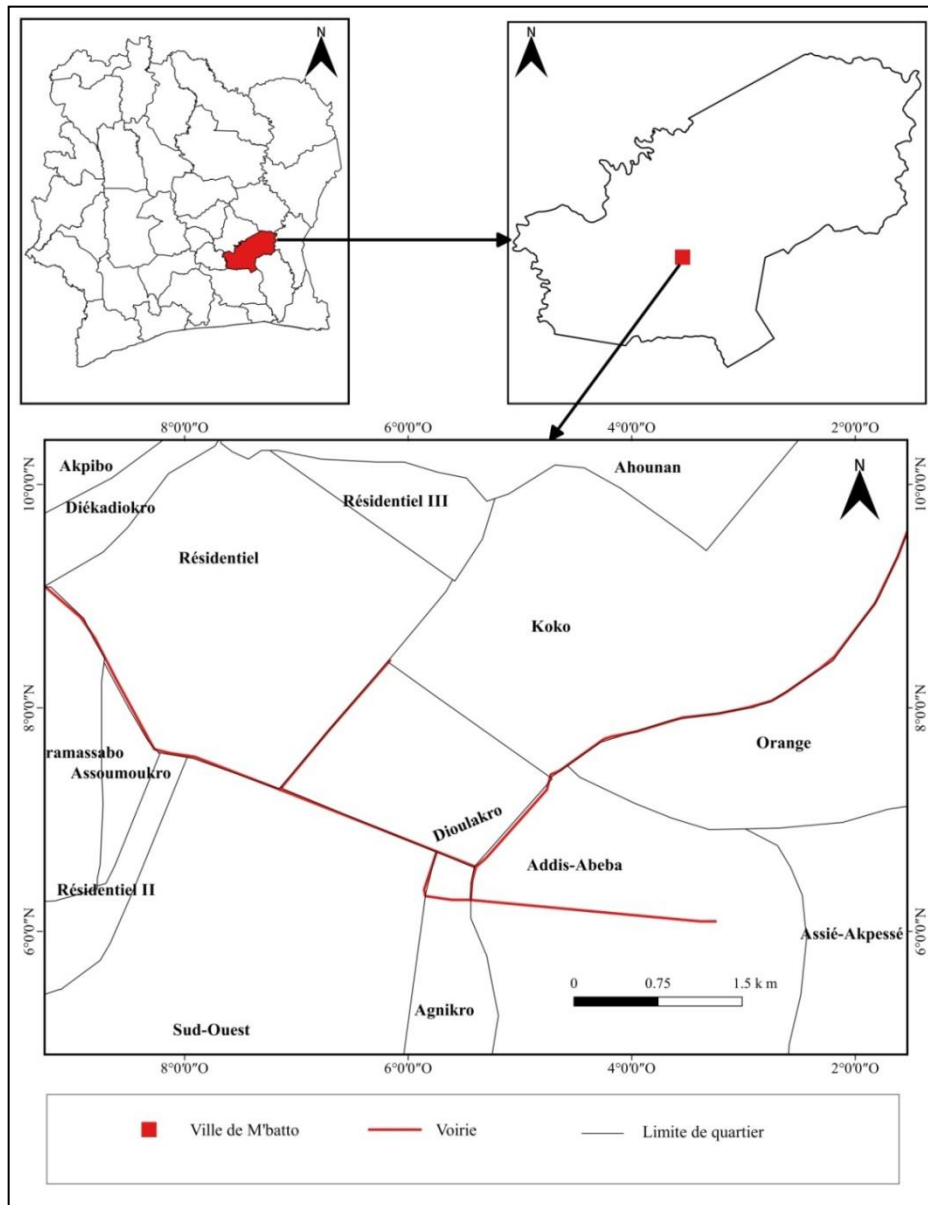 N
N
8°0'0"O
6°0'0"O
4°0'0"O
2°0'0"O
Akpibo
Ahounan
N
10°0'0"N
10°0'0"N
Diékadiokro
Résidentiel III
Résidentiel
Koko
8°0'0"N
8°0'0"N
Orange
ramassabo
Assoumoukro
Dioulakro
Addis-Abeba
Résidentiel II
6°0'0"N
6°0'0"N
Assié-Akpessé
0 0.75 1.5 k m
Agnikro
Sud-Ouest
8°0'0"O
6°0'0"O
4°0'0"O
2°0'0"O
Ville de M'batto
Voirie
Limite de quartier